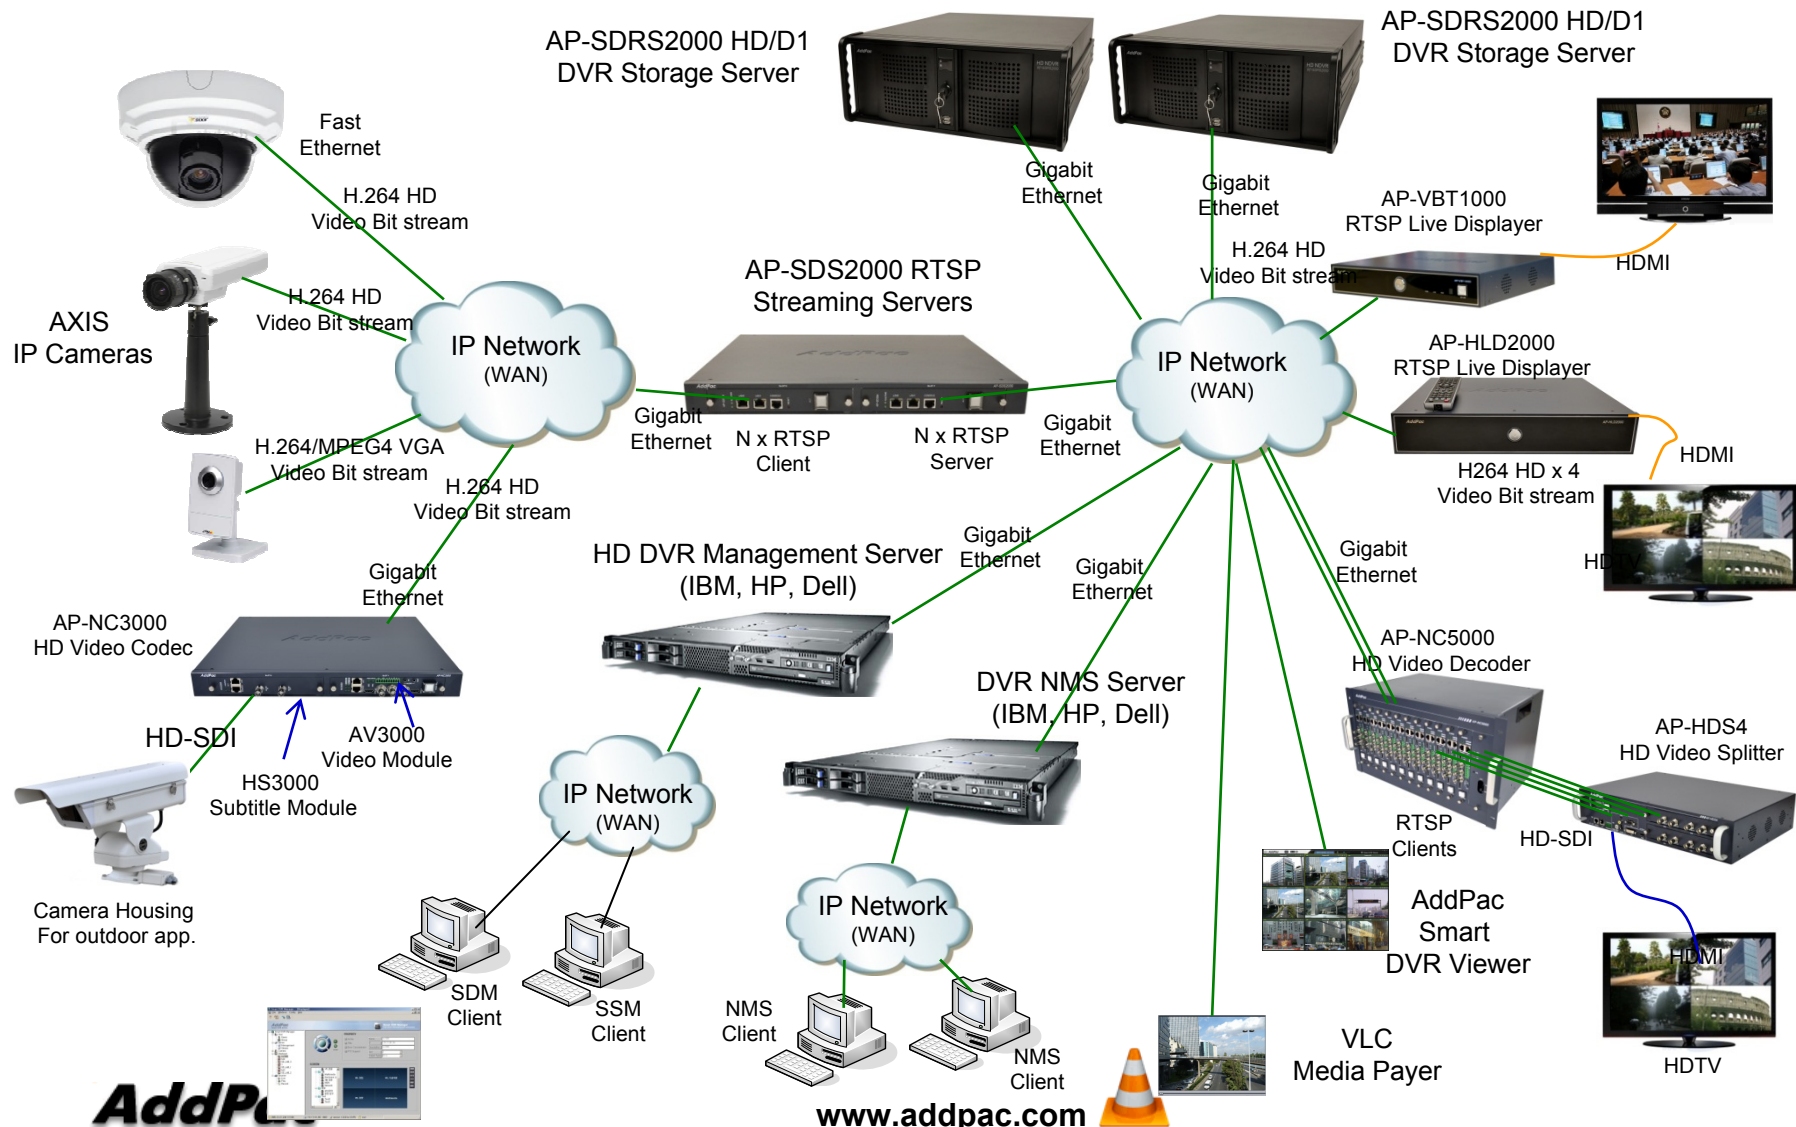 AP-SDRS2000 HD/D1
DVR Storage Server
AP-SDRS2000 HD/D1
DVR Storage Server
Fast
Ethernet
H.264 HD
Video Bit stream
Gigabit
Ethernet
Gigabit
Ethernet
AP-VBT1000
RTSP Live Displayer
HDMI
H.264 HD
Video Bit stream
AXIS
IP Cameras
H.264 HD
Video Bit stream
IP Network
(WAN)
AP-SDS2000 RTSP
Streaming Servers
AddPac
IP Network
(WAN)
AP-HLD2000
RTSP Live Displayer
Gigabit
Ethernet
N x RTSP
Client
N x RTSP
Server
Gigabit
Ethernet
HDMI
H264 HD x 4
Video Bit stream
H.264/MPEG4 VGA
Video Bit stream
H.264 HD
Video Bit stream
Gigabit
Ethernet
Gigabit
Ethernet
Gigabit
Ethernet
HDTV
HD DVR Management Server
(IBM, HP, Dell)
Gigabit
Ethernet
AP-NC3000
HD Video Codec
AddPac
AP-NC5000
HD Video Decoder
DVR NMS Server
(IBM, HP, Dell)
HD-SDI
AV3000
Video Module
HS3000
Subtitle Module
AP-HDS4
HD Video Splitter
IP Network
(WAN)
RTSP
Clients
HD-SDI
Camera Housing
For outdoor app.
IP Network
(WAN)
AddPac
Smart
DVR Viewer
HDMI
SDM
Client
SSM
Client
NMS
Client
NMS
Client
VLC
Media Payer
HDTV
AddPac
www.addpac.com